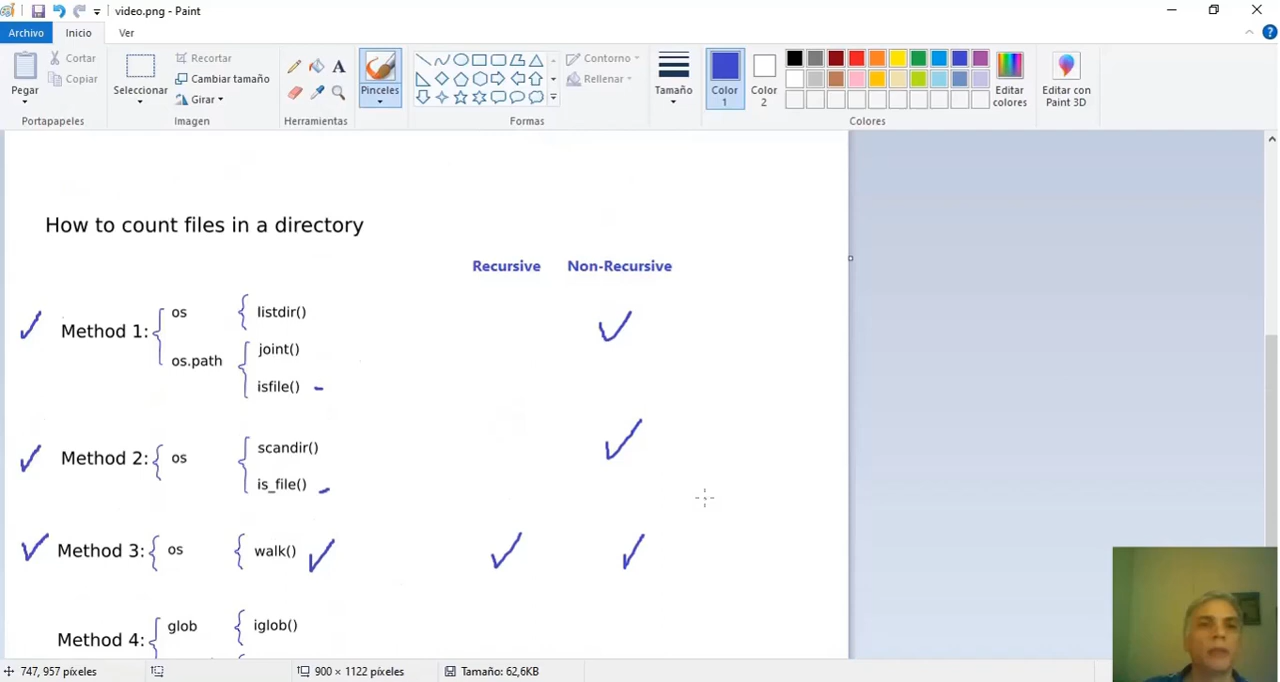 video.png - Paint
Archivo Inicio Ver
Pegar
Cortar
Copiar
Portapapeles
Seleccionar
Recortar
Cambiar tamaño
Girar
Imagen
A
Herramientas
Pinceles
Contorno
Rellenar
Formas
Tamaño
Color 1
Color 2
Editar colores
Editar con Paint 3D
Colores
How to count files in a directory
Recursive Non-Recursive
Method 1: os listdir()
os.path joint()
isfile()
Method 2: os scandir()
is_file()
Method 3: os walk()
Method 4: glob iglob()
747, 957 píxeles 900 × 1122 píxeles Tamaño: 62,6KB